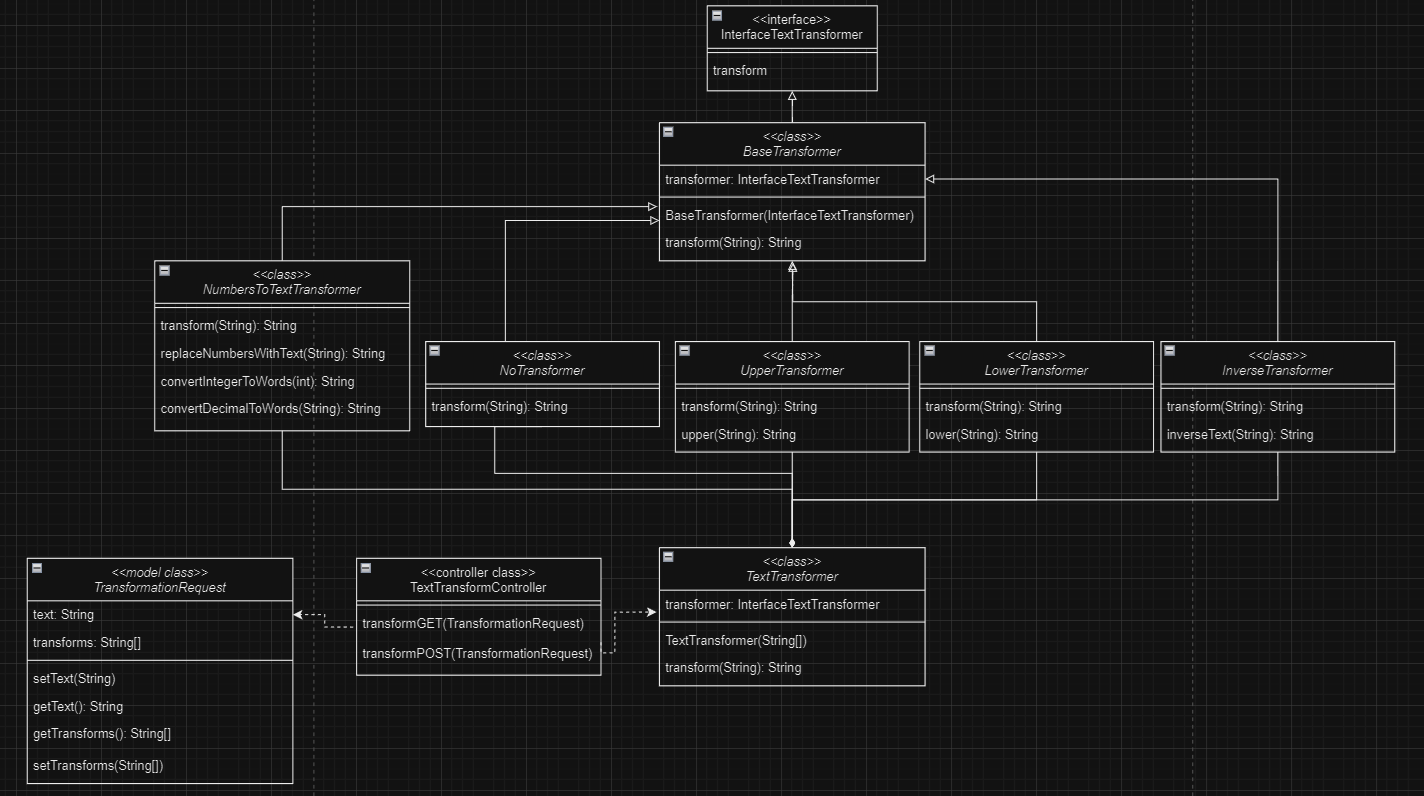 <<interface>>
InterfaceTextTransformer
transform
<<class>>
BaseTransformer
transformer: InterfaceTextTransformer
BaseTransformer(InterfaceTextTransformer)
transform(String): String
<<class>>
NumbersToTextTransformer
transform(String): String
replaceNumbersWithText(String): String
convertIntegerToWords(int): String
convertDecimalToWords(String): String
<<class>>
NoTransformer
transform(String): String
<<class>>
UpperTransformer
transform(String): String
upper(String): String
<<class>>
LowerTransformer
transform(String): String
lower(String): String
<<class>>
InverseTransformer
transform(String): String
inverseText(String): String
<<model class>>
TransformationRequest
text: String
transforms: String[]
setText(String)
getText(): String
getTransforms(): String[]
setTransforms(String[])
<<controller class>>
TextTransformController
transformGET(TransformationRequest)
transformPOST(TransformationRequest)
<<class>>
TextTransformer
transformer: InterfaceTextTransformer
TextTransformer(String[])
transform(String): String